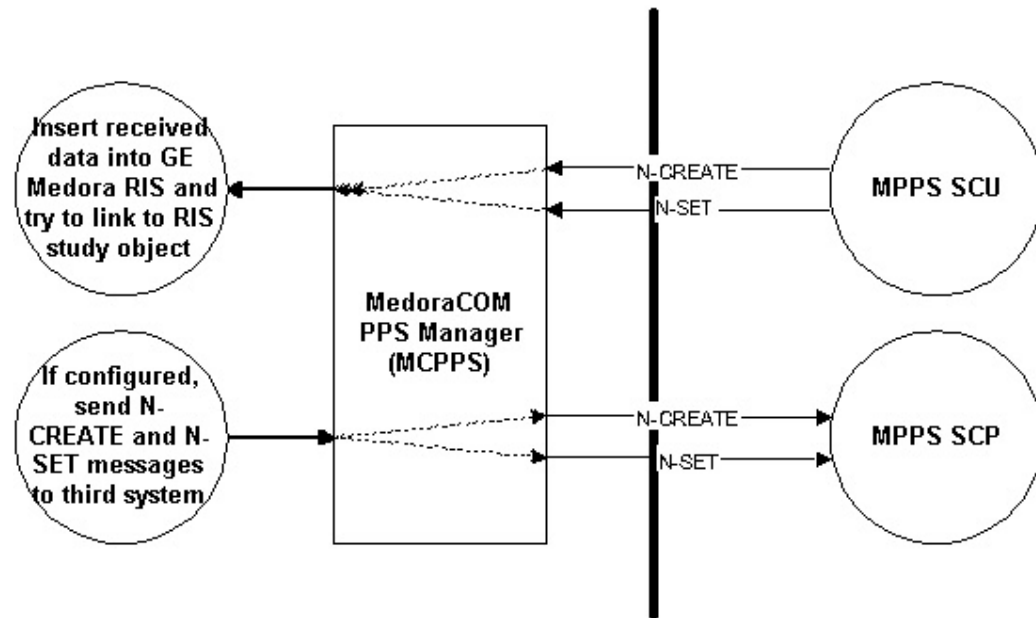 Insert received
data into GE
Medora RIS and
try to link to RIS
study object
N-CREATE
N-SET
MPPS SCU
MedoraCOM
PPS Manager
(MCPPS)
If configured,
send N-
CREATE and N-
SET messages
to third system
N-CREATE
N-SET
MPPS SCP